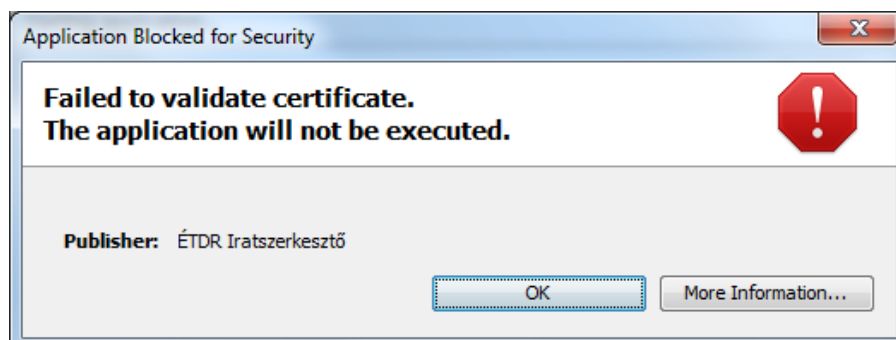 Application Blocked for Security
Failed to validate certificate.
The application will not be executed.
Publisher: ÉTDR Iratszerkesztő
OK More Information...